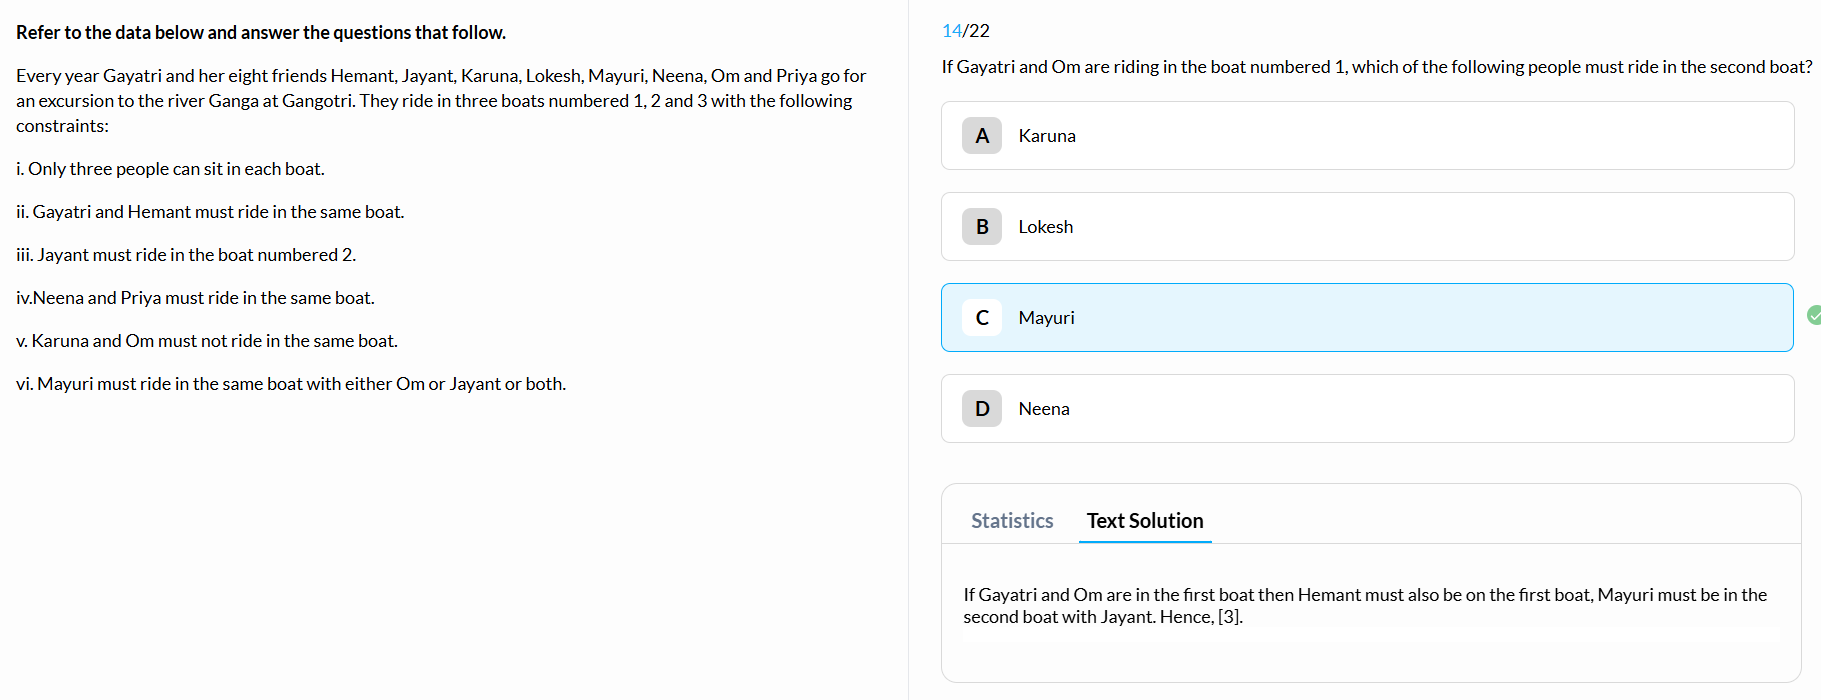 Refer to the data below and answer the questions that follow.
Every year Gayatri and her eight friends Hemant, Jayant, Karuna, Lokesh, Mayuri, Neena, Om and Priya go for
an excursion to the river Ganga at Gangotri. They ride in three boats numbered 1, 2 and 3 with the following
constraints:
i. Only three people can sit in each boat.
ii. Gayatri and Hemant must ride in the same boat.
iii. Jayant must ride in the boat numbered 2.
iv.Neena and Priya must ride in the same boat.
v. Karuna and Om must not ride in the same boat.
vi. Mayuri must ride in the same boat with either Om or Jayant or both.
14/22
If Gayatri and Om are riding in the boat numbered 1, which of the following people must ride in the second boat?
A Karuna
B Lokesh
C Mayuri
D Neena
Statistics Text Solution
If Gayatri and Om are in the first boat then Hemant must also be on the first boat, Mayuri must be in the
second boat with Jayant. Hence, [3].